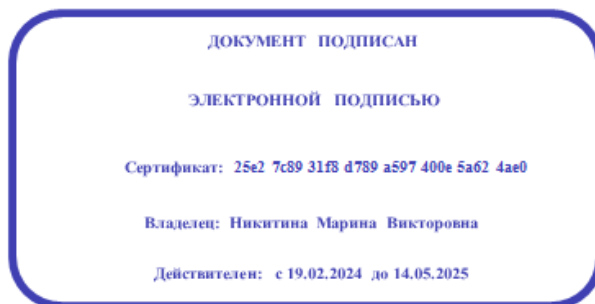 ДОКУМЕНТ ПОДПИСАН
ЭЛЕКТРОННОЙ ПОДПИСЬЮ
Сертификат: 25e2 7c89 31f8 d789 a597 400e 5a62 4ae0
Владелец: Никитина Марина Викторовна
Действителен: с 19.02.2024 до 14.05.2025